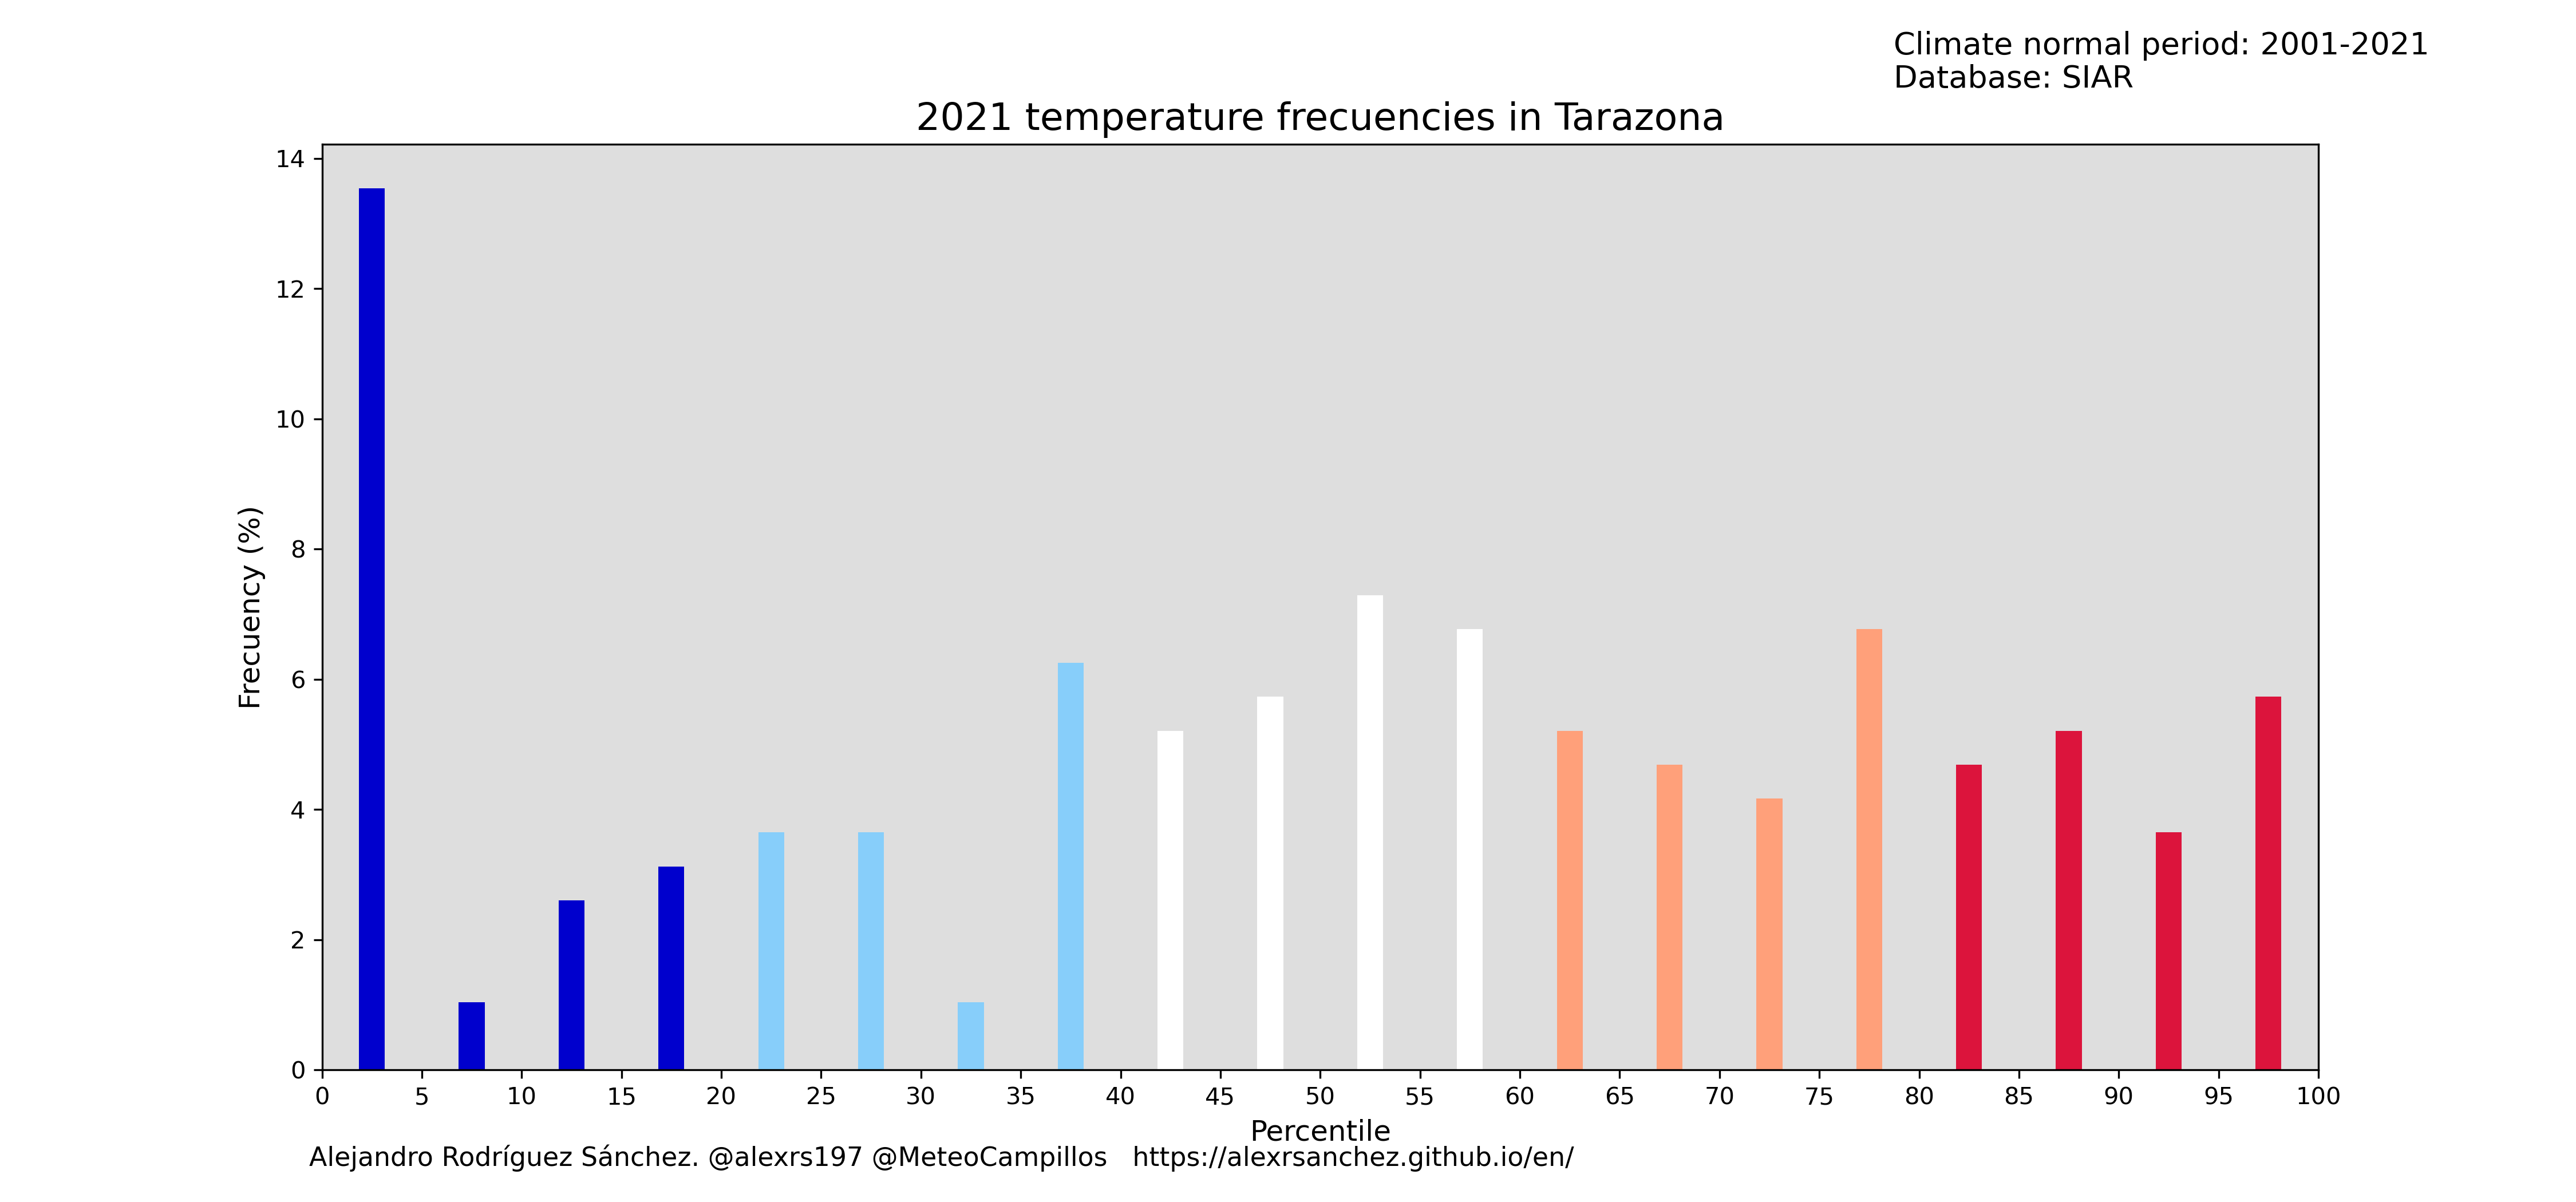 Climate normal period: 2001-2021
Database: SIAR
2021 temperature frecuencies in Tarazona
14
12
10
8
6
4
2
0
Frecuency (%)
0 5 10 15 20 25 30 35 40 45 50 55 60 65 70 75 80 85 90 95 100
Percentile
Alejandro Rodríguez Sánchez. @alexrs197 @MeteoCampillos https://alexrsanchez.github.io/en/